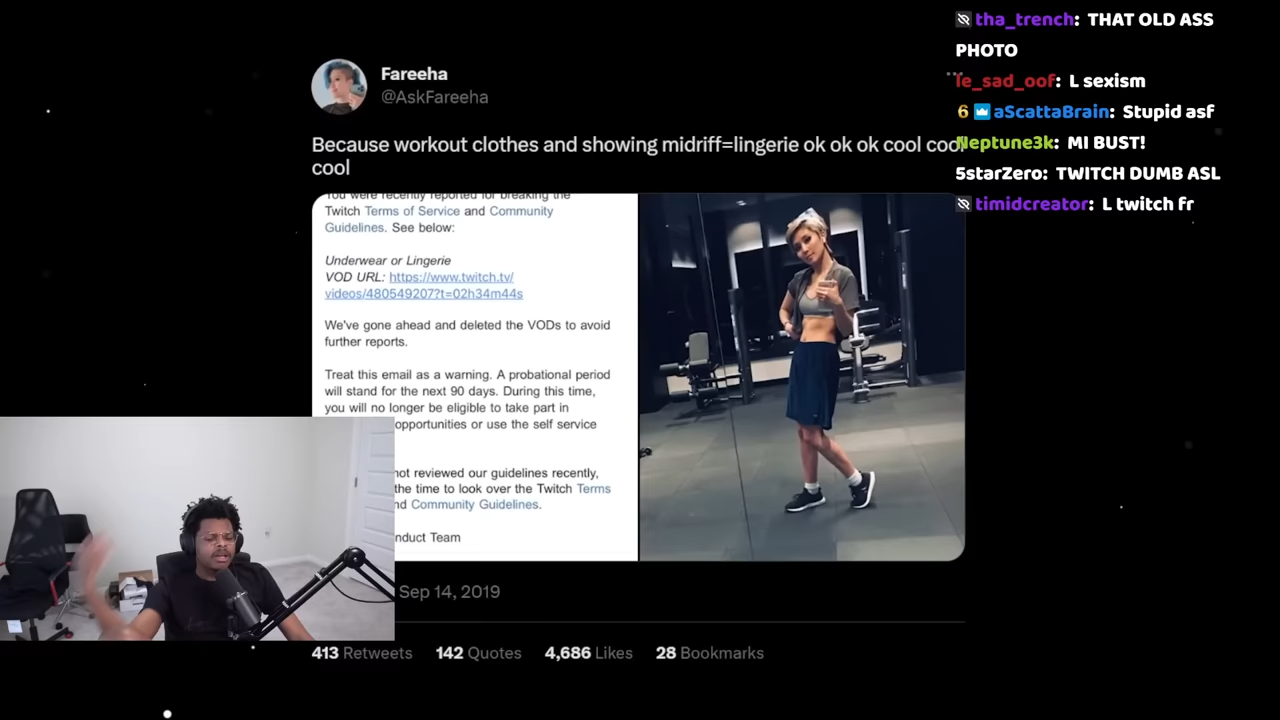 Fareeha
@AskFareeha
Because workout clothes and showing midriff=lingerie ok ok ok cool cool
cool
You were recently reported for breaking the
Twitch Terms of Service and Community
Guidelines. See below:
Underwear or Lingerie
VOD URL: https://www.twitch.tv/
videos/480549207?t=02h34m44s
We've gone ahead and deleted the VODs to avoid
further reports.
Treat this email as a warning. A probational period
will stand for the next 90 days. During this time,
you will no longer be eligible to take part in
opportunities or use the self service
not reviewed our guidelines recently,
the time to look over the Twitch Terms
nd Community Guidelines.
nduct Team
Sep 14, 2019
413 Retweets 142 Quotes 4,686 Likes 28 Bookmarks
tha_trench: THAT OLD ASS
PHOTO
le_sad_oof: L sexism
6 aScattaBrain: Stupid asf
Neptune3k: MI BUST!
5starZero: TWITCH DUMB ASL
timidcreator: L twitch fr